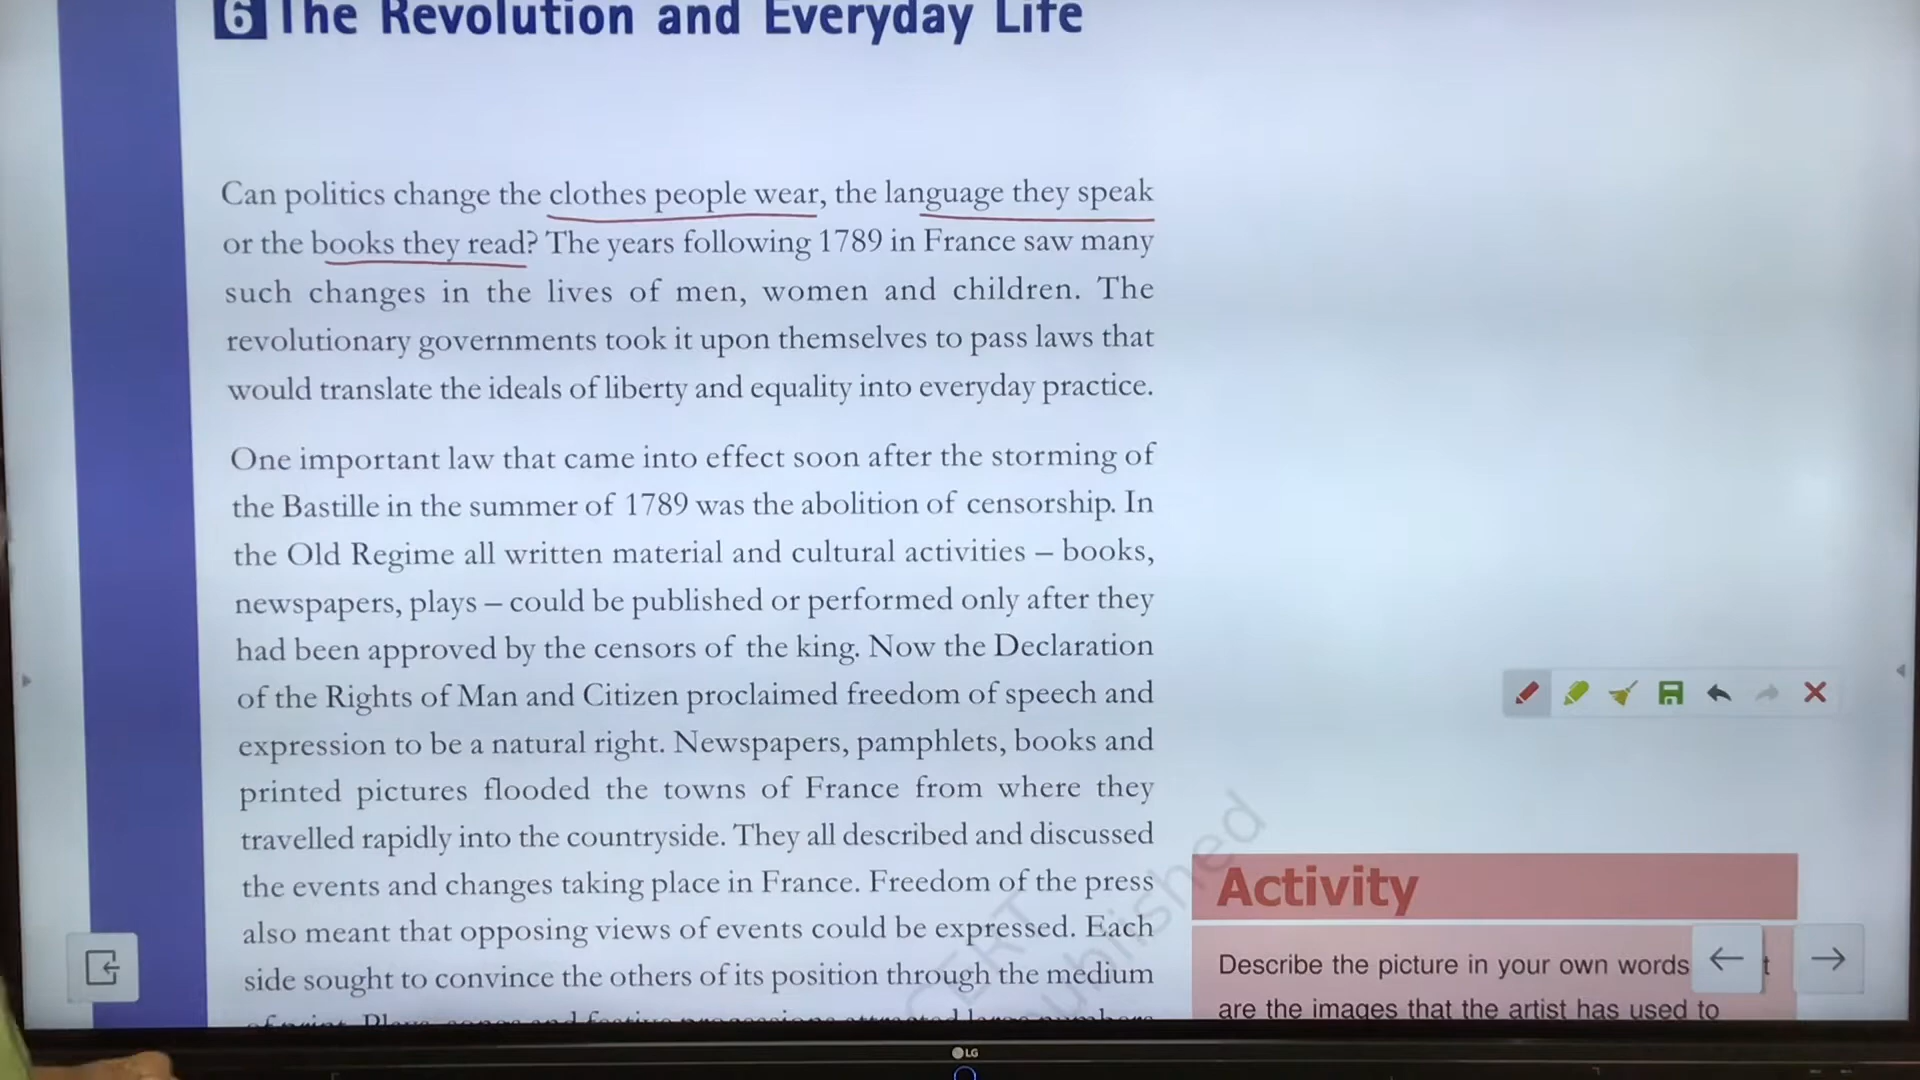 6 The Revolution and Everyday Life
Can politics change the clothes people wear, the language they speak
or the books they read? The years following 1789 in France saw many
such changes in the lives of men, women and children. The
revolutionary governments took it upon themselves to pass laws that
would translate the ideals of liberty and equality into everyday practice.
One important law that came into effect soon after the storming of
the Bastille in the summer of 1789 was the abolition of censorship. In
the Old Regime all written material and cultural activities – books,
newspapers, plays – could be published or performed only after they
had been approved by the censors of the king. Now the Declaration
of the Rights of Man and Citizen proclaimed freedom of speech and
expression to be a natural right. Newspapers, pamphlets, books and
printed pictures flooded the towns of France from where they
travelled rapidly into the countryside. They all described and discussed
the events and changes taking place in France. Freedom of the press
also meant that opposing views of events could be expressed. Each
side sought to convince the others of its position through the medium
Activity
Describe the picture in your own words
are the images that the artist has used to
LG